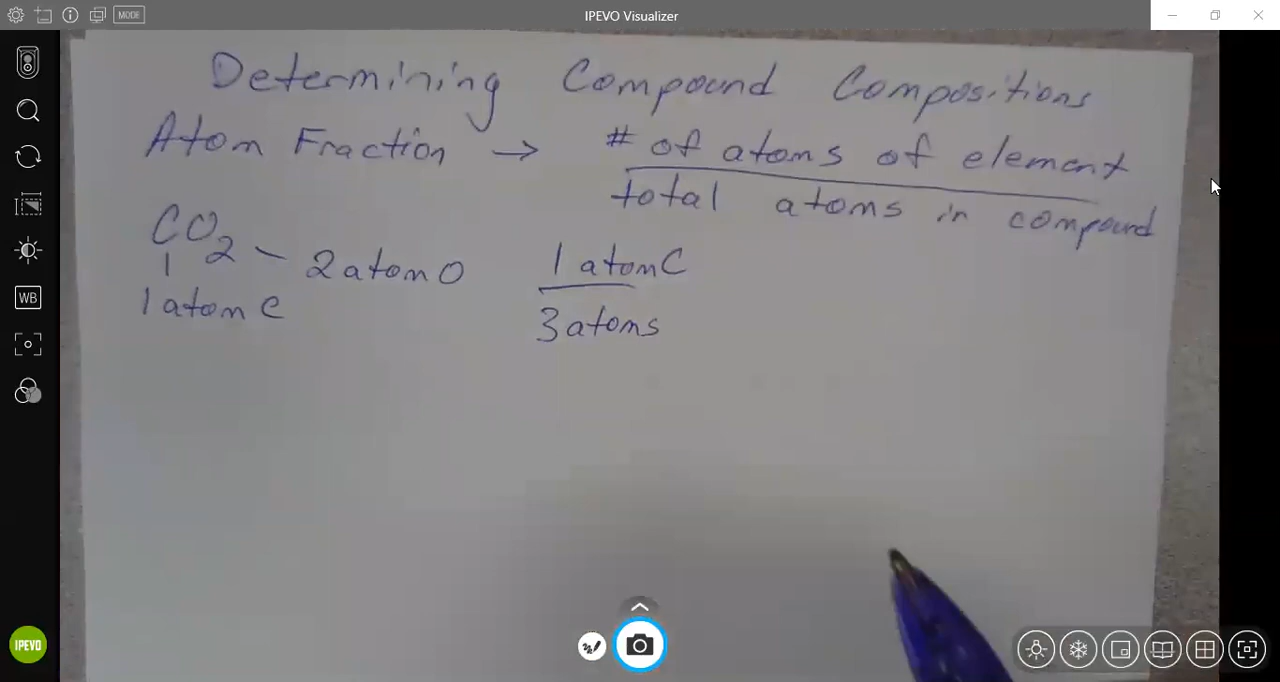 IPEVO Visualizer
MODE
Determining Compound Compositions
Atom Fraction → # of atoms of element
total atoms in compound
CO2 - 2 atom O
1 atom C
1 atom C
3 atoms
WB
IPEVO